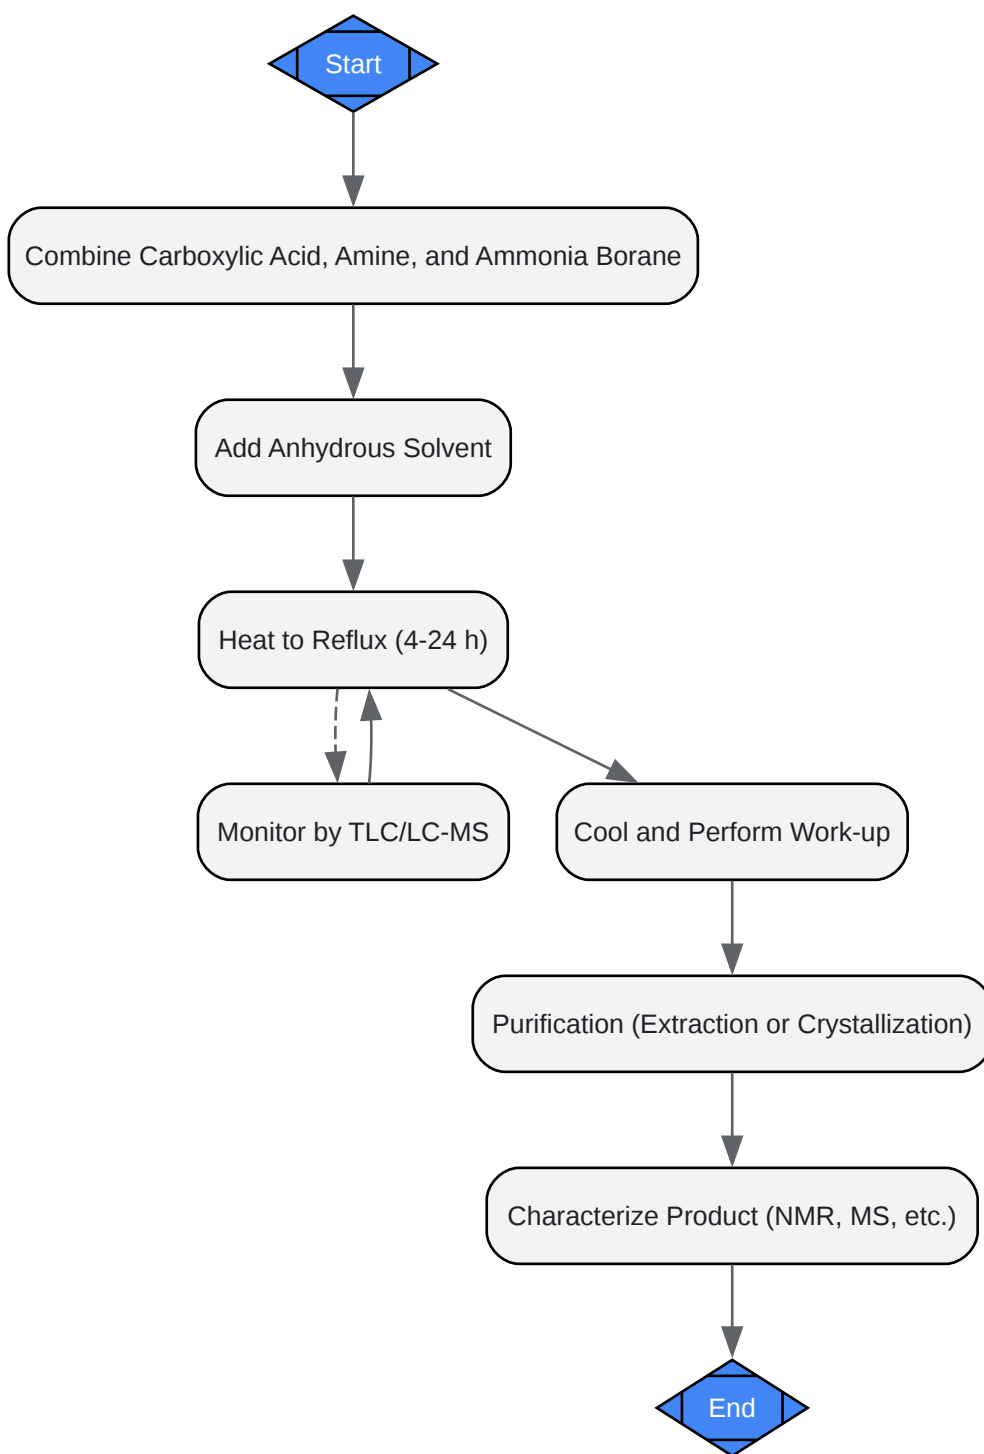 Start
Combine Carboxylic Acid, Amine, and Ammonia Borane
Add Anhydrous Solvent
Heat to Reflux (4-24 h)
Monitor by TLC/LC-MS
Cool and Perform Work-up
Purification (Extraction or Crystallization)
Characterize Product (NMR, MS, etc.)
End